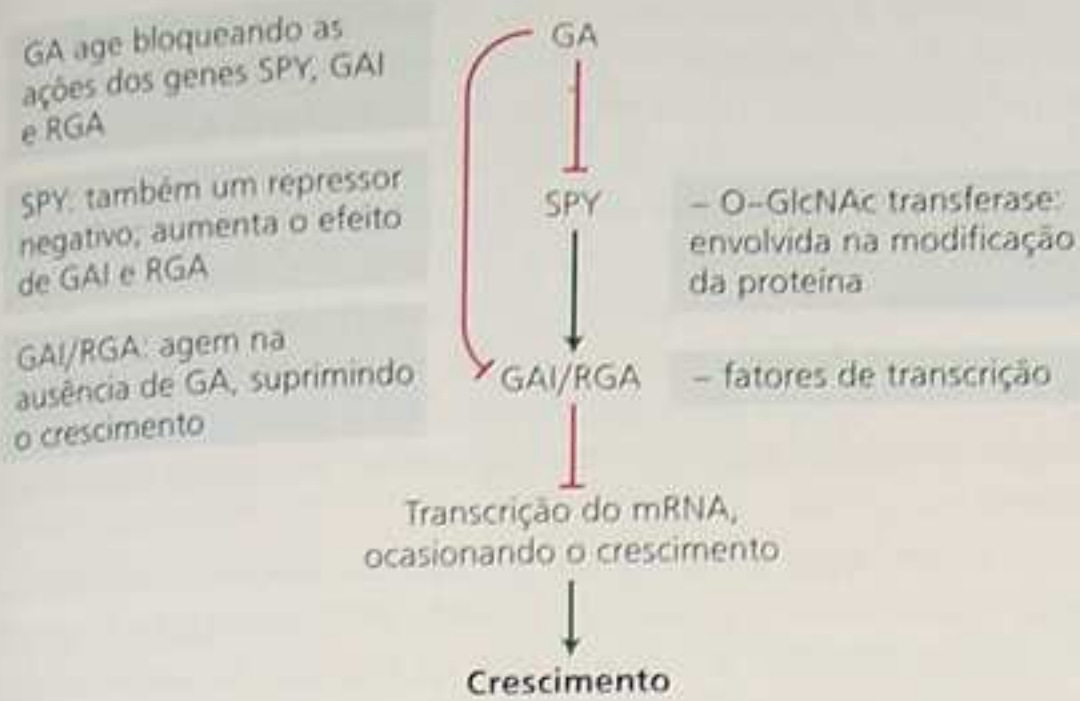 GA age bloqueando as
ações dos genes SPY, GAI
e RGA
GA
SPY: também um repressor
negativo; aumenta o efeito
de GAI e RGA
SPY
– O–GlcNAc transferase:
envolvida na modificação
da proteína
GAI/RGA: agem na
ausência de GA, suprimindo
o crescimento
GAI/RGA
– fatores de transcrição
Transcrição do mRNA,
ocasionando o crescimento
Crescimento